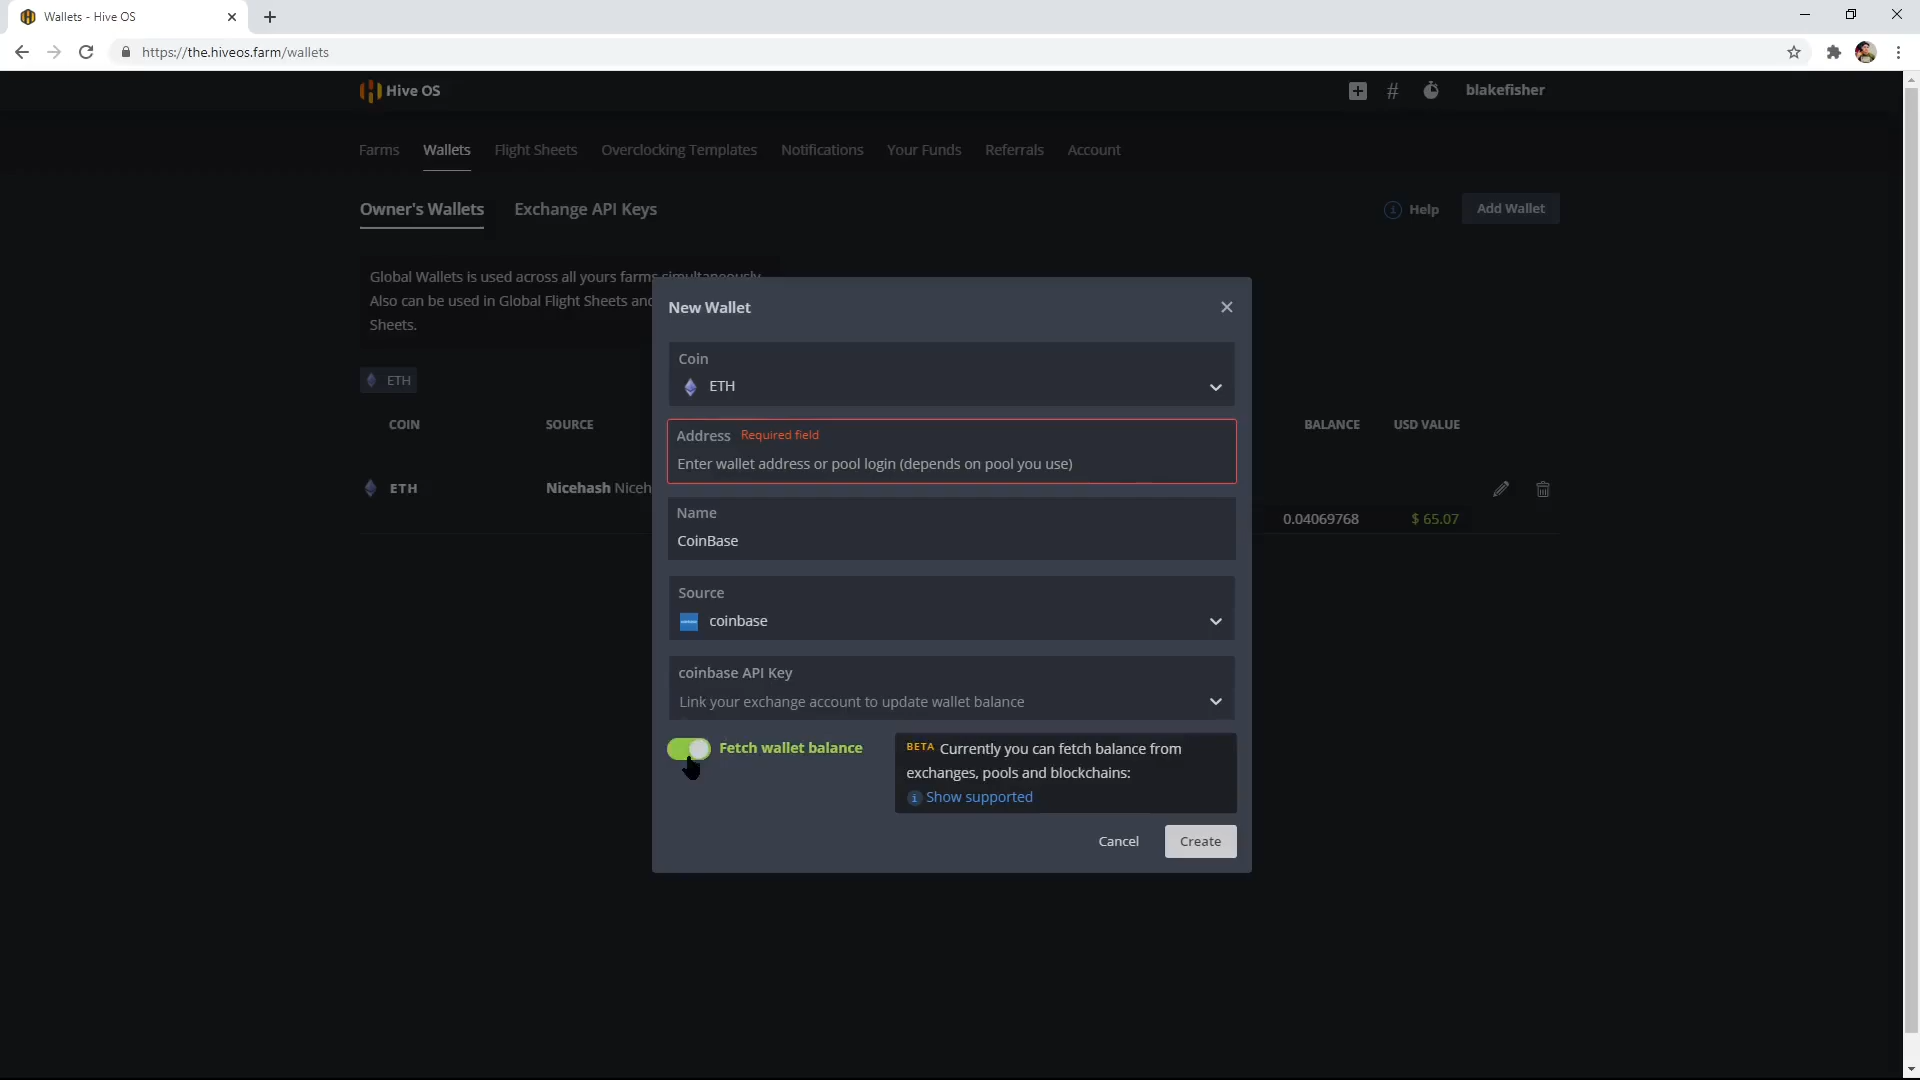 Wallets - Hive OS
https://the.hiveos.farm/wallets
Hive OS
#
blakefisher
Farms
Wallets
Flight Sheets
Overclocking Templates
Notifications
Your Funds
Referrals
Account
Owner's Wallets
Exchange API Keys
Help
Add Wallet
Global Wallets is used across all yours farms simultaneously.
Also can be used in Global Flight Sheets and
Sheets.
ETH
COIN
SOURCE
BALANCE
USD VALUE
ETH
Nicehash Niceh
0.04069768
$ 65.07
New Wallet
Coin
ETH
Address Required field
Enter wallet address or pool login (depends on pool you use)
Name
CoinBase
Source
coinbase
coinbase API Key
Link your exchange account to update wallet balance
Fetch wallet balance
BETA Currently you can fetch balance from
exchanges, pools and blockchains:
Show supported
Cancel
Create